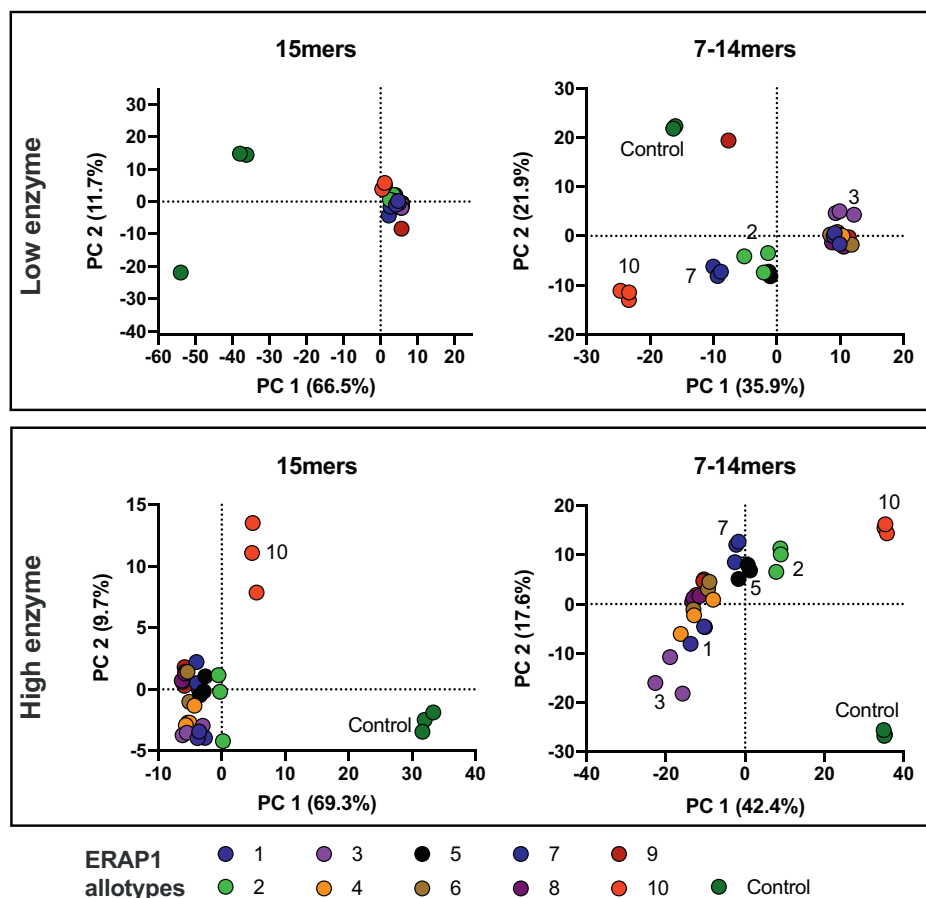 Low enzyme
15mers
30
20
10
0
-10
-20
-30
-40
PC 2 (11.7%)
-60 -50 -40 -30 -20 -10 0 10 20
PC 1 (66.5%)
7-14mers
30
20
10
0
-10
-20
PC 2 (21.9%)
Control
3
2
7
10
-30 -20 -10 0 10 20
PC 1 (35.9%)
High enzyme
15mers
15
10
5
0
-5
PC 2 (9.7%)
10
Control
-10 0 10 20 30 40
PC 1 (69.3%)
7-14mers
20
10
0
-10
-20
-30
PC 2 (17.6%)
10
7
2
5
1
3
Control
-40 -20 0 20 40
PC 1 (42.4%)
ERAP1 allotypes
1 3 5 7 9
2 4 6 8 10 Control